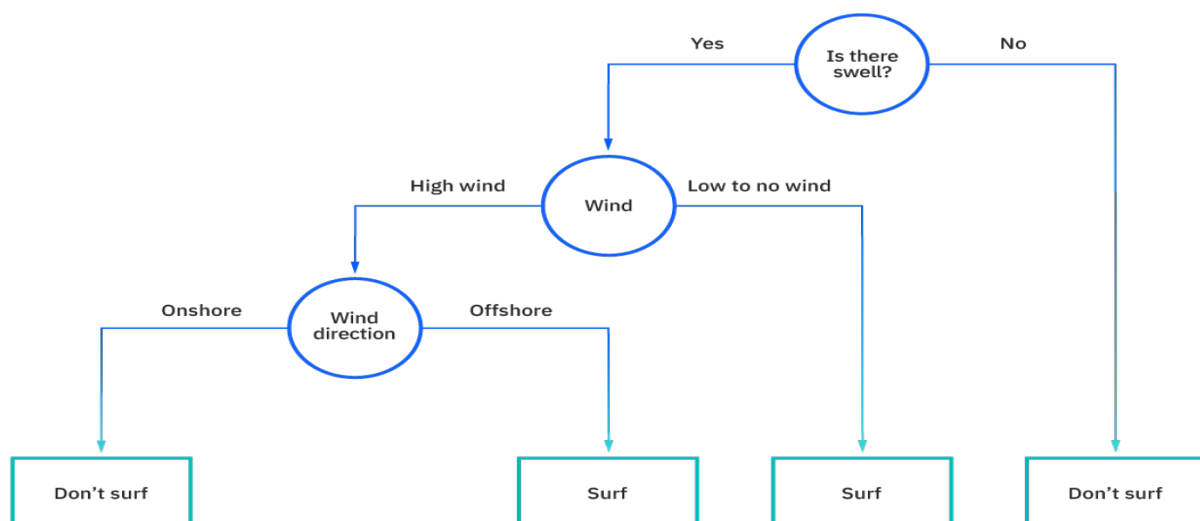 Yes
No
Is there
swell?
High wind
Low to no wind
Wind
Onshore
Offshore
Wind
direction
Don’t surf
Surf
Surf
Don’t surf